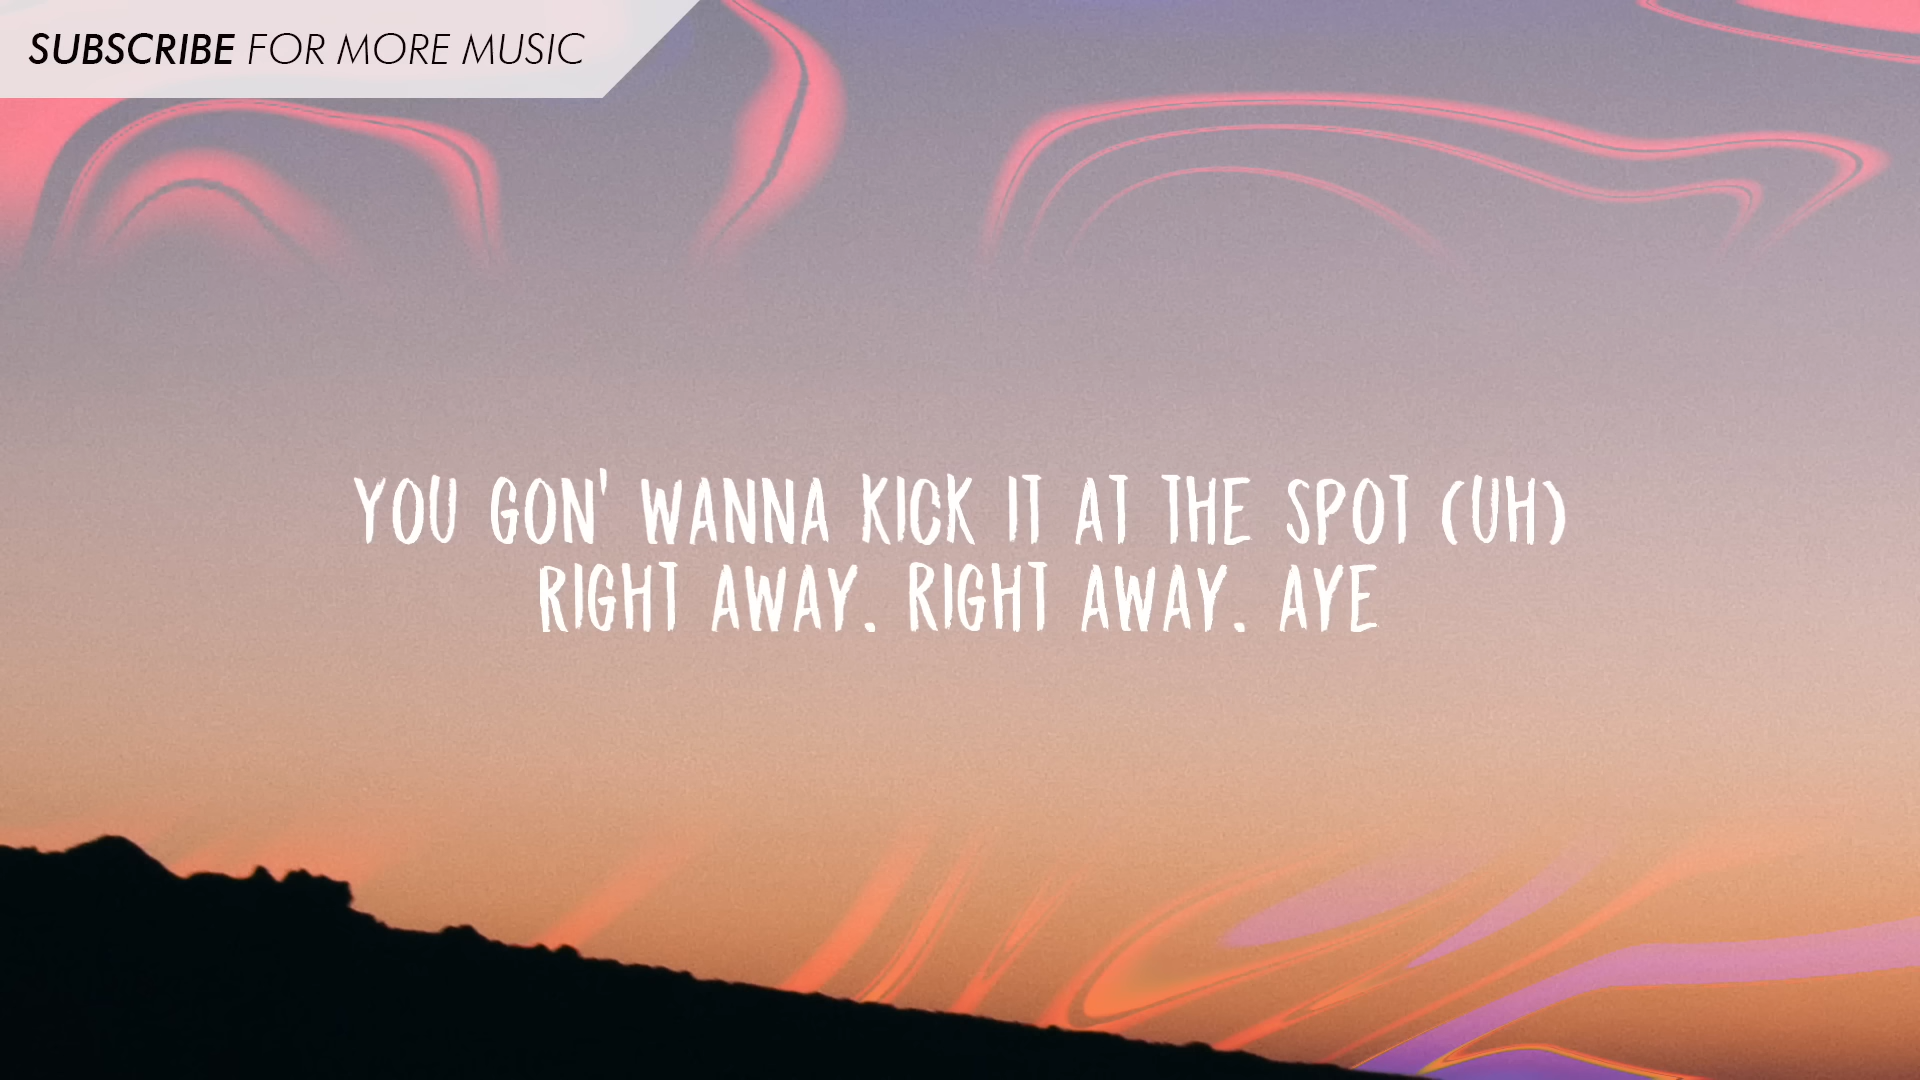 SUBSCRIBE FOR MORE MUSIC
YOU GON' WANNA KICK IT AT THE SPOT (UH)
RIGHT AWAY. RIGHT AWAY. AYE